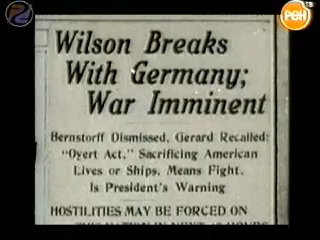 РЕН
ТВ
Wilson Breaks
With Germany;
War Imminent
Bernstorff Dismissed, Gerard Recalled:
"Overt Act," Sacrificing American
Lives or Ships, Means Fight,
Is President's Warning
HOSTILITIES MAY BE FORCED ON